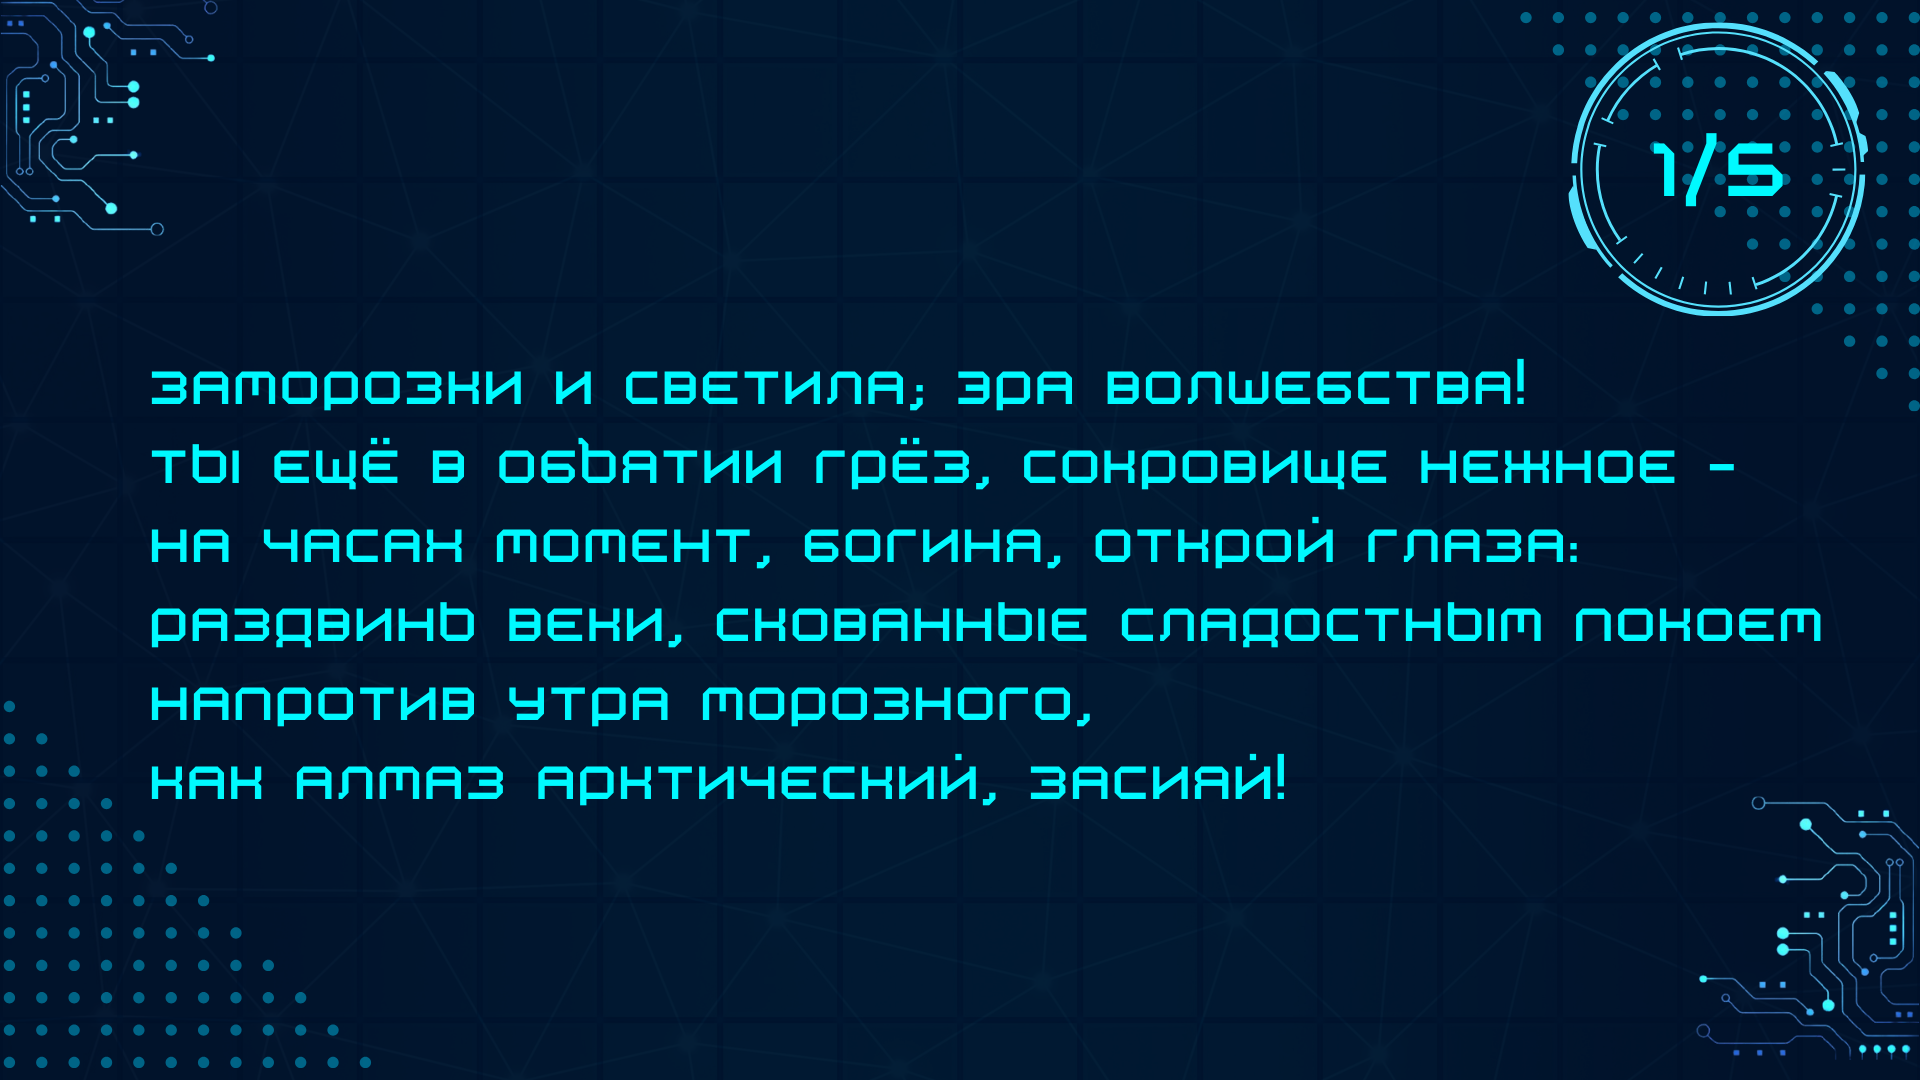 1/5
ЗАМОРОЗКИ И СВЕТИЛА; ЭРА ВОЛШЕБСТВА!
ТЫ ЕЩЁ В ОБЪЯТИИ ГРЁЗ, СОКРОВИЩЕ НЕЖНОЕ -
НА ЧАСАХ МОМЕНТ, БОГИНЯ, ОТКРОЙ ГЛАЗА:
РАЗДВИНЬ ВЕКИ, СКОВАННЫЕ СЛАДОСТНЫМ ПОКОЕМ
НАПРОТИВ УТРА МОРОЗНОГО,
КАК АЛМАЗ АРКТИЧЕСКИЙ, ЗАСИЯЙ!